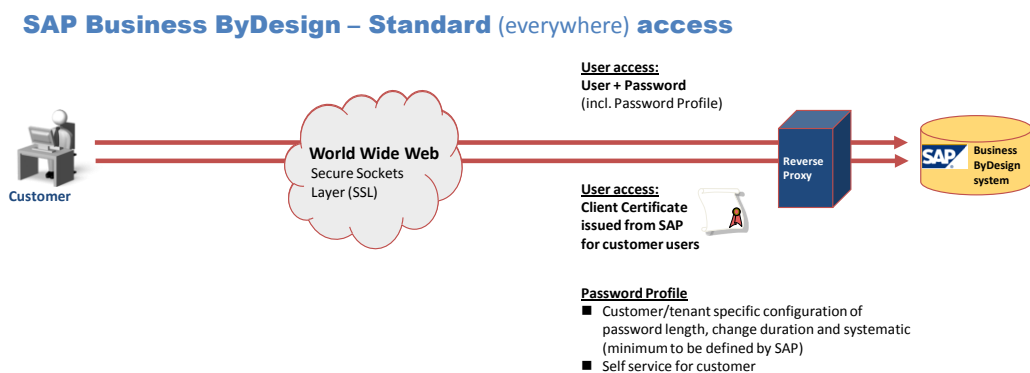 SAP Business ByDesign – Standard (everywhere) access
User access:
User + Password
(incl. Password Profile)
Customer
World Wide Web
Secure Sockets
Layer (SSL)
Reverse
Proxy
SAP
Business
ByDesign
system
User access:
Client Certificate
issued from SAP
for customer users
Password Profile
■ Customer/tenant specific configuration of
password length, change duration and systematic
(minimum to be defined by SAP)
■ Self service for customer